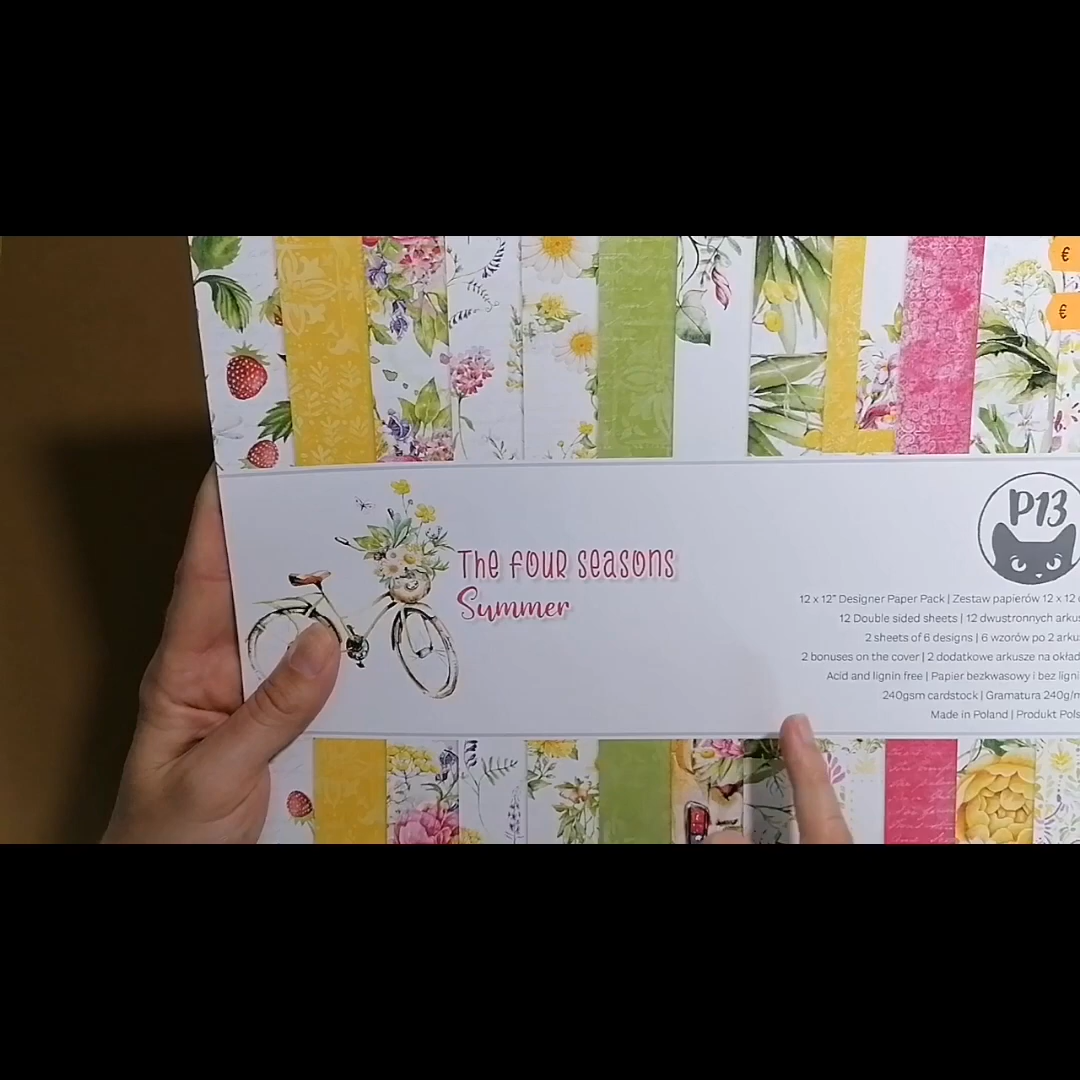 €
€
P13
The four seasons
Summer
12 x 12" Designer Paper Pack | Zestaw papierów 12 x 12
12 Double sided sheets | 12 dwustronnych
2 sheets of 6 designs | 6 wzorów po 2
2 bonuses on the cover | 2 dodatkowe arkusze na
Acid and lignin free | Papier bezkwasowy i bez
240gsm cardstock | Gramatura
Made in Poland | Produkt